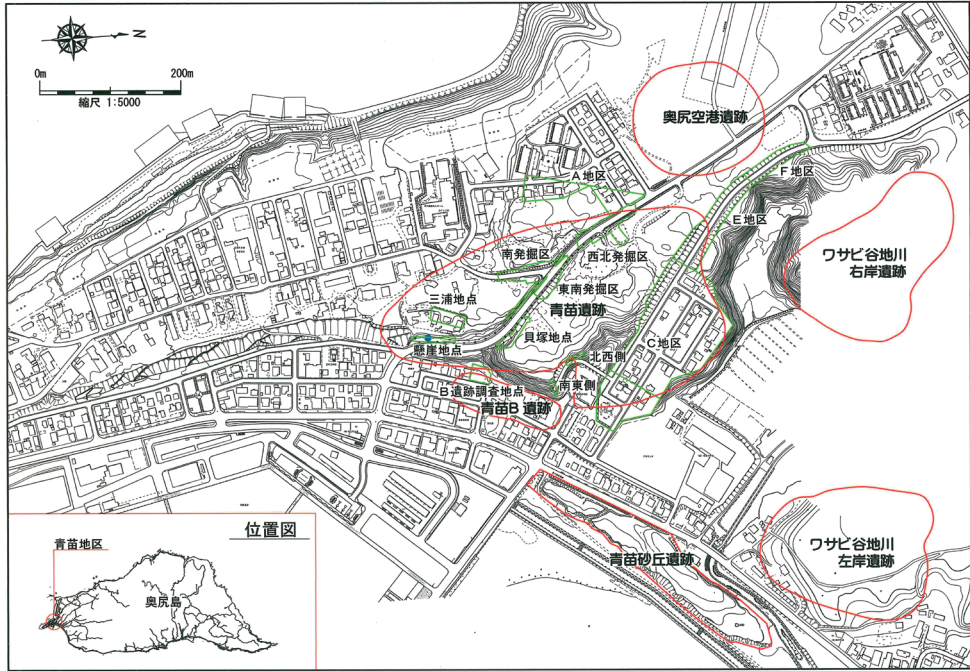 N
0m 200m
縮尺 1:5000
奥尻空港遺跡
A地区
F地区
E地区
ワサビ谷地川
右岸遺跡
南発掘区
西北発掘区
東南発掘区
青苗遺跡
三浦地点
貝塚地点
C地区
懸崖地点
北西側
南東側
B遺跡調査地点
青苗B遺跡
青苗砂丘遺跡
ワサビ谷地川
左岸遺跡
位置図
青苗地区
奥尻島